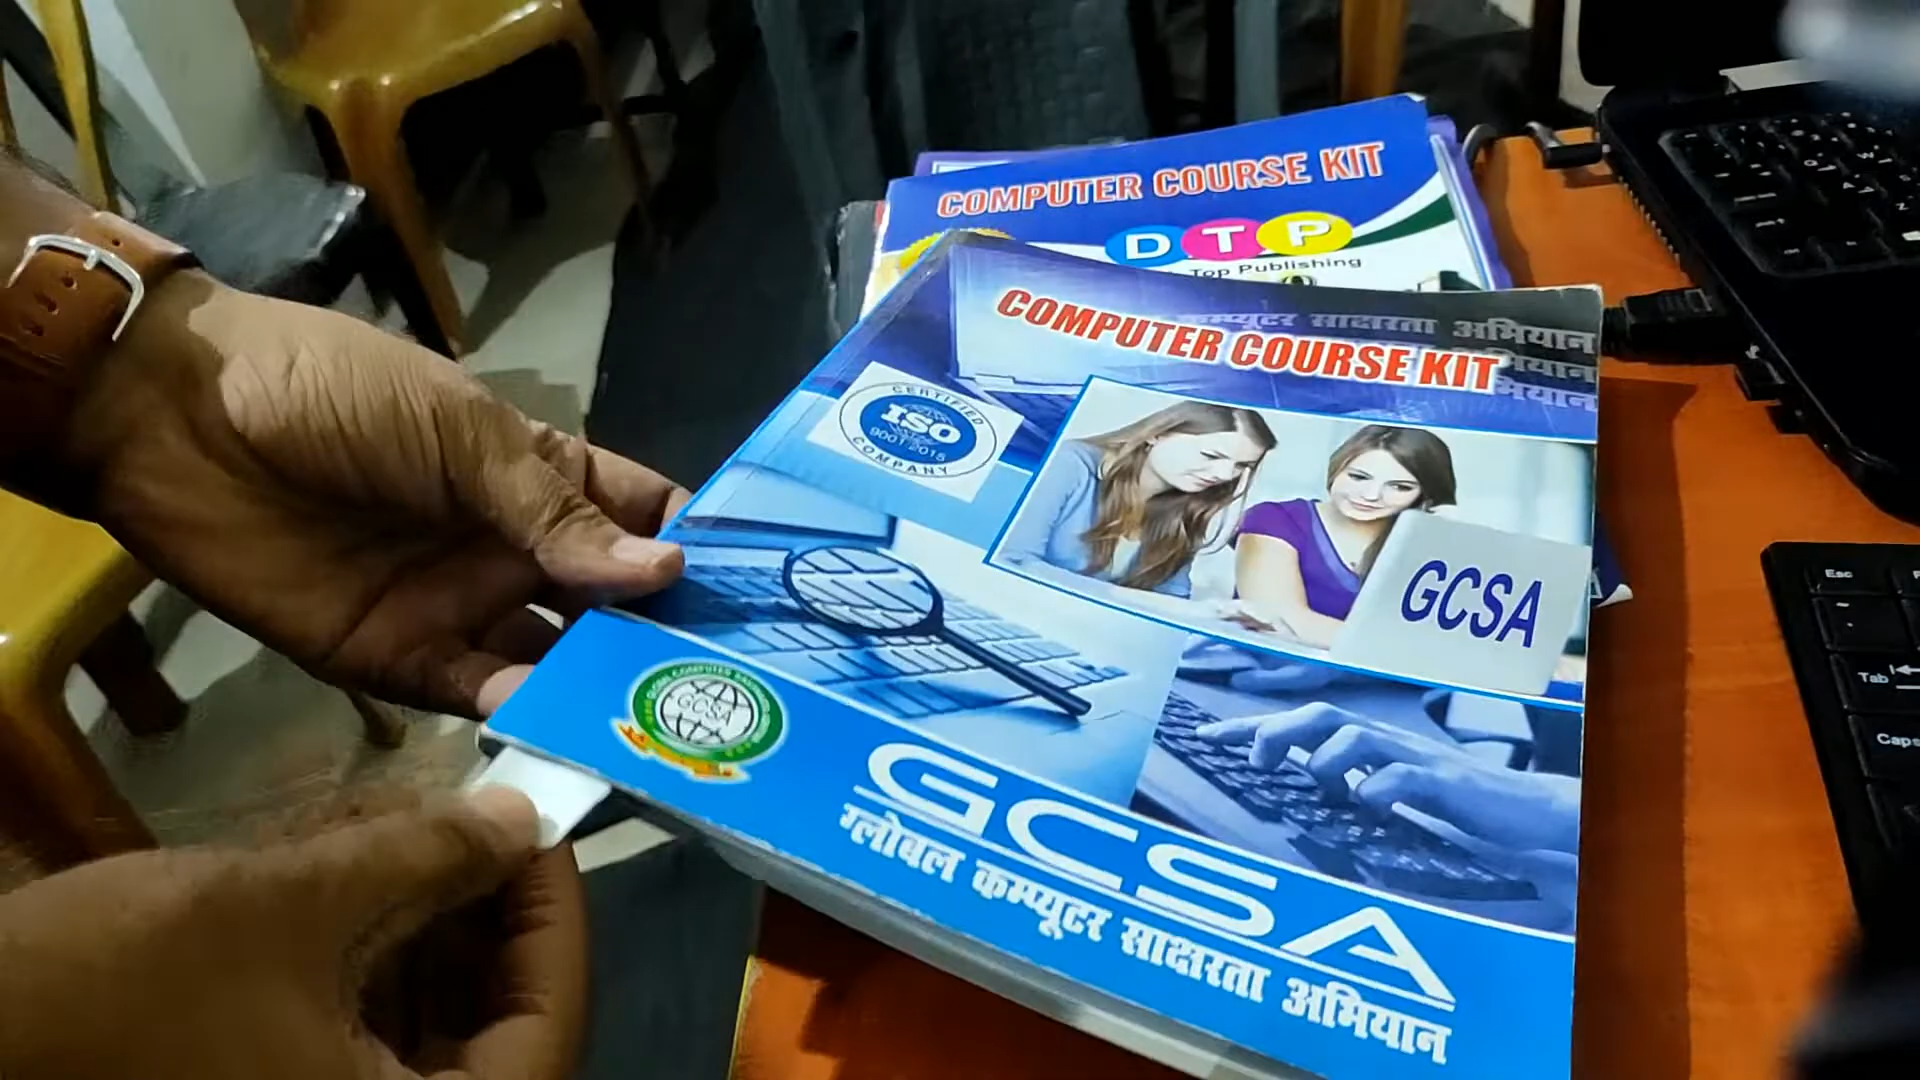 COMPUTER COURSE KIT
DTP
Top Publishing
COMPUTER COURSE KIT
कम्प्यूटर साक्षरता अभियान
CERTIFIED
ISO
9001:2015
COMPANY
GCSA
GCSA
GCSA
ग्लोबल कम्प्यूटर साक्षरता अभियान
Esc
Tab
Caps